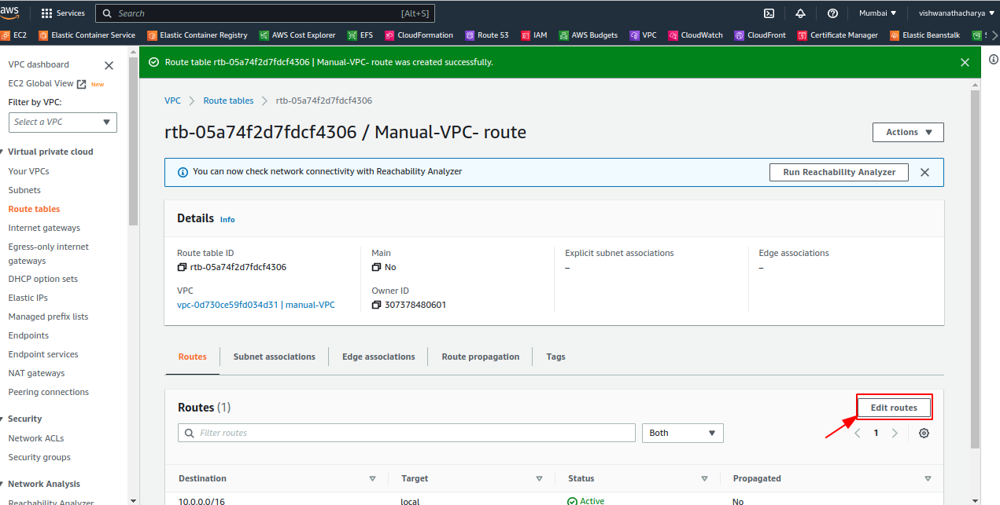 aws
Services
Search
[Alt+S]
Mumbai
vishwanathacharya
EC2
Elastic Container Service
Elastic Container Registry
AWS Cost Explorer
EFS
CloudFormation
Route 53
IAM
AWS Budgets
VPC
CloudWatch
CloudFront
Certificate Manager
Elastic Beanstalk
VPC dashboard
EC2 Global View New
Filter by VPC:
Select a VPC
Virtual private cloud
Your VPCs
Subnets
Route tables
Internet gateways
Egress-only internet
gateways
DHCP option sets
Elastic IPs
Managed prefix lists
Endpoints
Endpoint services
NAT gateways
Peering connections
Security
Network ACLs
Security groups
Network Analysis
Reachability Analyzer
Route table rtb-05a74f2d7fdcf4306 | Manual-VPC- route was created successfully.
VPC
Route tables
rtb-05a74f2d7fdcf4306
rtb-05a74f2d7fdcf4306 / Manual-VPC- route
Actions
You can now check network connectivity with Reachability Analyzer
Run Reachability Analyzer
Details Info
Route table ID
rtb-05a74f2d7fdcf4306
Main
No
Explicit subnet associations
–
Edge associations
–
VPC
vpc-0d730ce59fd034d31 | manual-VPC
Owner ID
307378480601
Routes
Subnet associations
Edge associations
Route propagation
Tags
Routes (1)
Edit routes
Filter routes
Both
1
Destination
Target
Status
Propagated
10.0.0.0/16
local
Active
No